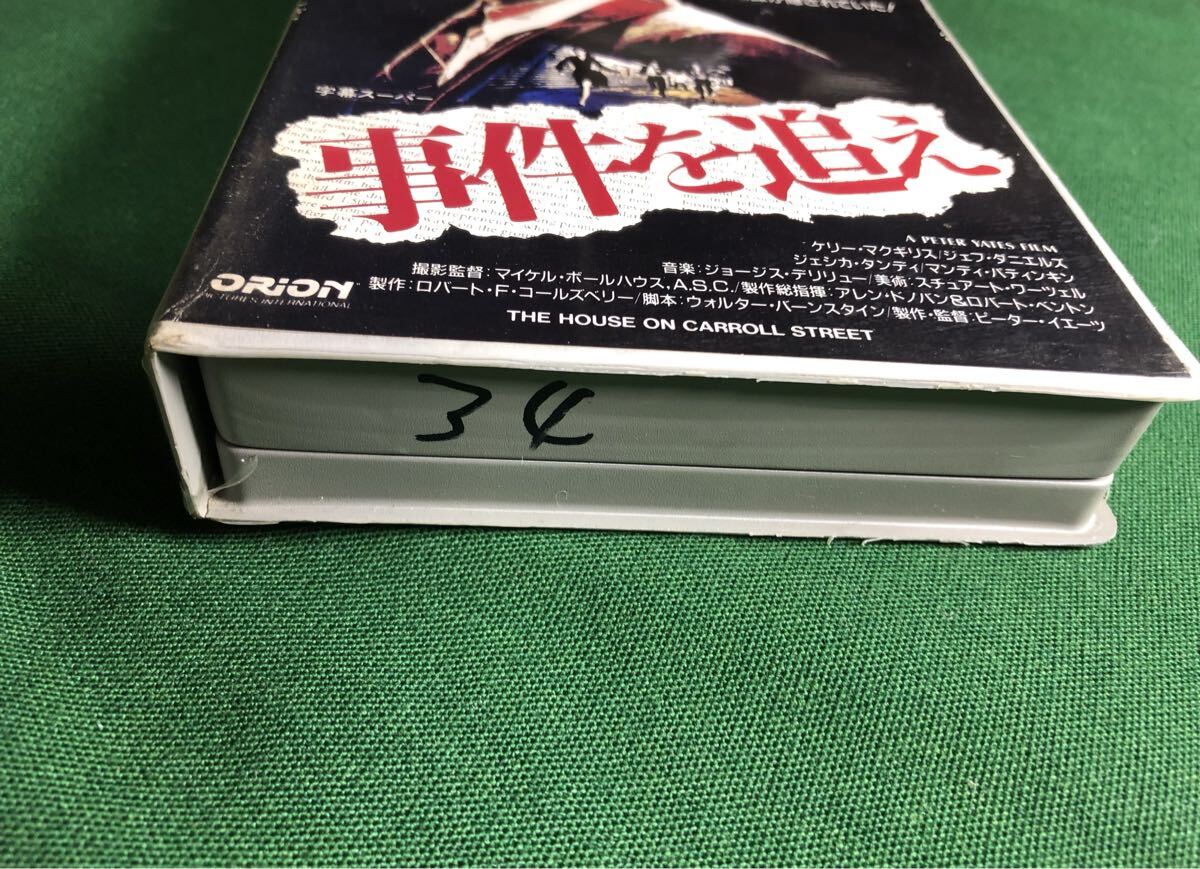 されていた!
字幕スーパー
事件を追え
A PETER YATES FILM
ケリー・マクギリス/ジェフ・ダニエルズ
ジェシカ・タンディ/マンディ・パティンキン
撮影監督:マイケル・ボールハウス,A.S.C./製作総指揮:アレン・ドノバン&ロバート・ベントン
音楽:ジョージス・デリリュー/美術:スチュアート・ワーツェル
製作:ロバート・F・コールズベリー/脚本:ウォルター・バーンスタイン/製作・監督:ピーター・イエーツ
THE HOUSE ON CARROLL STREET
ORION
PICTURES INTERNATIONAL
34